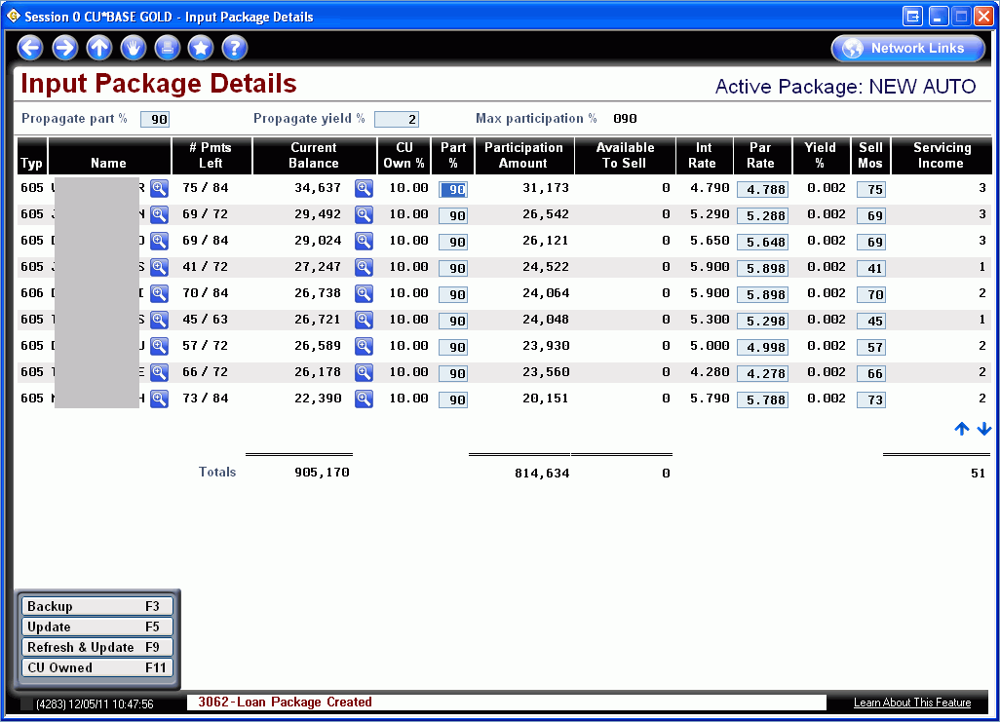 Session 0 CU*BASE GOLD - Input Package Details
Network Links
Input Package Details Active Package: NEW AUTO
Propagate part % 90 Propagate yield % 2 Max participation % 090
Typ Name # Pmts Left Current Balance CU Own % Part % Participation Amount Available To Sell Int Rate Par Rate Yield % Sell Mos Servicing Income
605 R 75 / 84 34,637 10.00 90 31,173 0 4.790 4.788 0.002 75 3
605 J N 69 / 72 29,492 10.00 90 26,542 0 5.290 5.288 0.002 69 3
605 D O 69 / 84 29,024 10.00 90 26,121 0 5.650 5.648 0.002 69 3
605 J S 41 / 72 27,247 10.00 90 24,522 0 5.900 5.898 0.002 41 1
606 D I 70 / 84 26,738 10.00 90 24,064 0 5.900 5.898 0.002 70 2
605 T S 45 / 63 26,721 10.00 90 24,048 0 5.300 5.298 0.002 45 1
605 D U 57 / 72 26,589 10.00 90 23,930 0 5.000 4.998 0.002 57 2
605 T E 66 / 72 26,178 10.00 90 23,560 0 4.280 4.278 0.002 66 2
605 H 73 / 84 22,390 10.00 90 20,151 0 5.790 5.788 0.002 73 2
Totals 905,170 814,634 0 51
Backup F3
Update F5
Refresh & Update F9
CU Owned F11
(4283) 12/05/11 10:47:56 3062-Loan Package Created Learn About This Feature